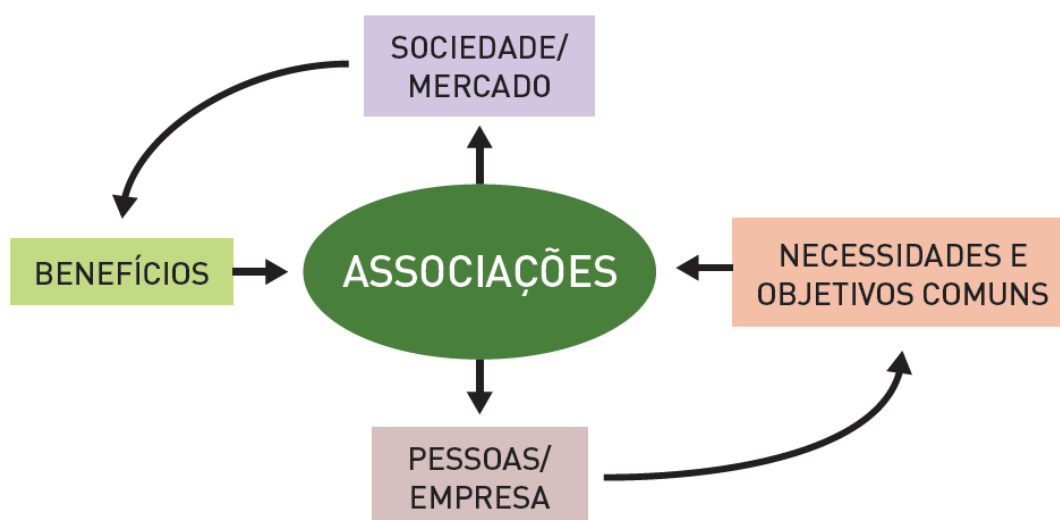 SOCIEDADE/
MERCADO
BENEFÍCIOS
ASSOCIAÇÕES
NECESSIDADES E
OBJETIVOS COMUNS
PESSOAS/
EMPRESA